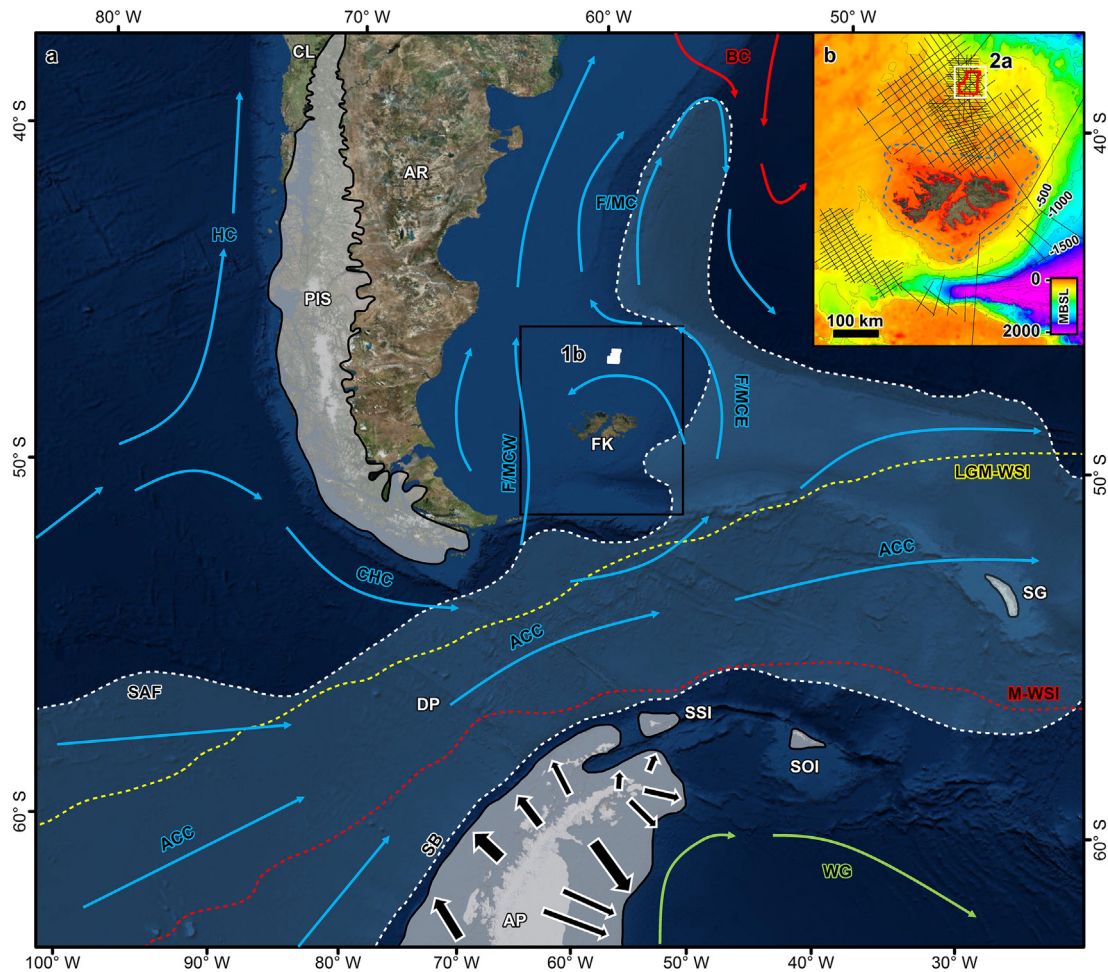 80° W
70° W
60° W
50° W
a
CL
BC
b
2a
40° S
40° S
AR
F/MC
HC
-500
-1000
-1500
PIS
0
MBSL
2000
100 km
1b
F/MCE
FK
F/MCW
50° S
50° S
LGM-WSI
ACC
CHC
SG
ACC
SAF
DP
M-WSI
SSI
SOI
60° S
60° S
ACC
SB
WG
AP
100° W
90° W
80° W
70° W
60° W
50° W
40° W
30° W